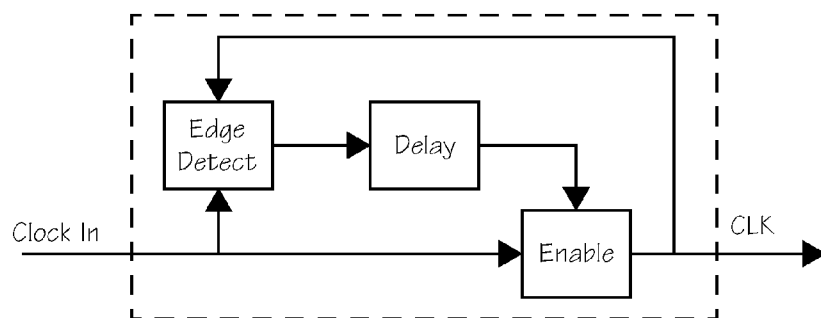 Edge
Detect
Delay
Clock In
Enable
CLK